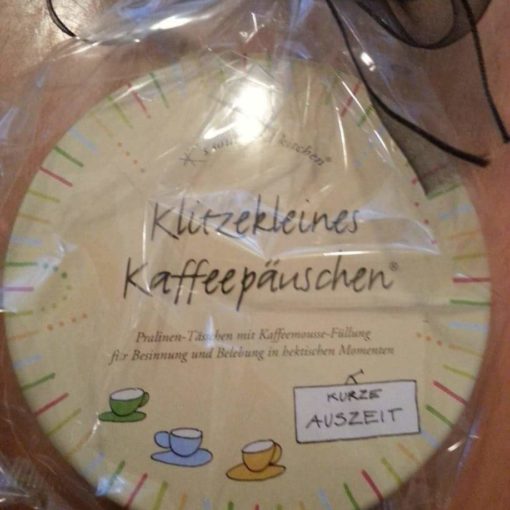 Klitzekleines
Kaffeepäuschen®
Pralinen-Tässchen mit Kaffeemousse-Füllung
für Besinnung und Belebung in hektischen Momenten
KURZE
AUSZEIT